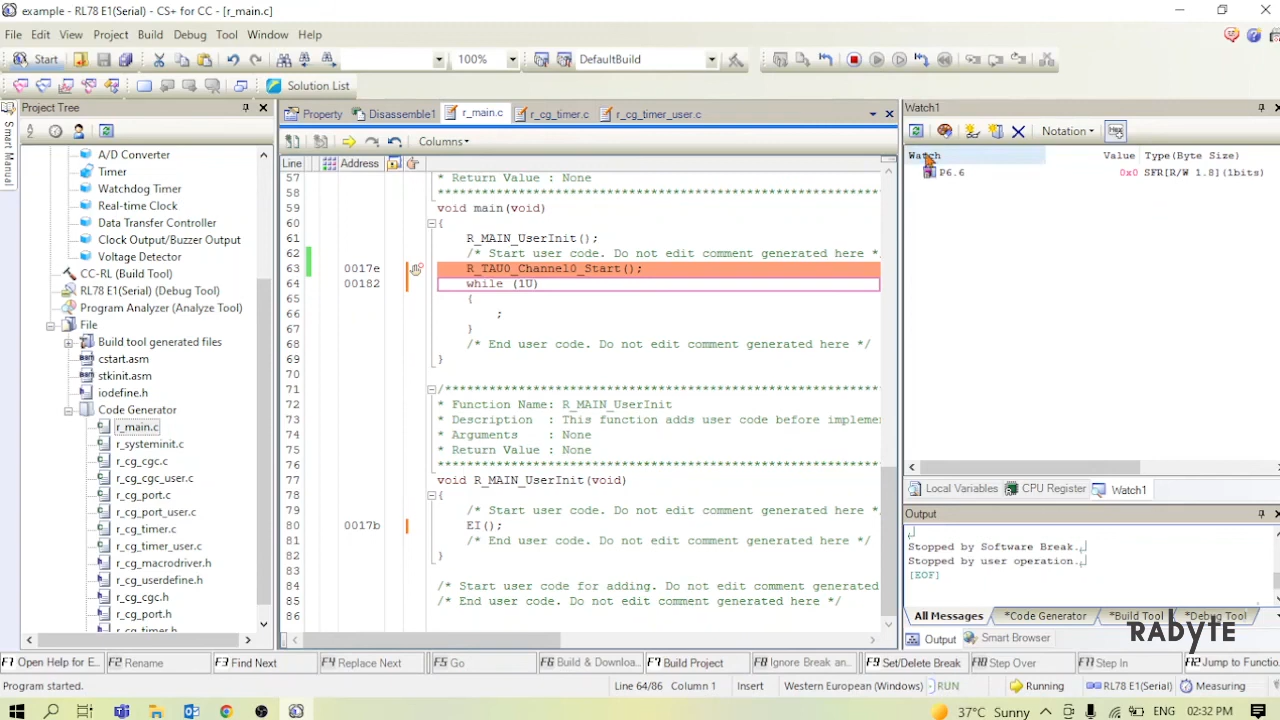 example - RL78 E1(Serial) - CS+ for CC - [r_main.c]
File Edit View Project Build Debug Tool Window Help
Start 100% DefaultBuild
Solution List
Project Tree
Property Disassemble1 r_main.c r_cg_timer.c r_cg_timer_user.c
Watch1
Smart Manual
Columns
Notation Hex
Line Address
Watch Value Type(Byte Size)
P6.6 0x0 SFR[R/W 1.8](1bits)
A/D Converter
Timer
Watchdog Timer
Real-time Clock
Data Transfer Controller
Clock Output/Buzzer Output
Voltage Detector
CC-RL (Build Tool)
RL78 E1(Serial) (Debug Tool)
Program Analyzer (Analyze Tool)
File
Build tool generated files
cstart.asm
stkinit.asm
iodefine.h
Code Generator
r_main.c
r_systeminit.c
r_cg_cgc.c
r_cg_cgc_user.c
r_cg_port.c
r_cg_port_user.c
r_cg_timer.c
r_cg_timer_user.c
r_cg_macrodriver.h
r_cg_userdefine.h
r_cg_cgc.h
r_cg_port.h
r_cg_timer.h
57 * Return Value : None
58 ***********************************************************
59 void main(void)
60 {
61 R_MAIN_UserInit();
62 /* Start user code. Do not edit comment generated here *
63 0017e R_TAU0_Channel0_Start();
64 00182 while (1U)
65 {
66 ;
67 }
68 /* End user code. Do not edit comment generated here */
69 }
70
71 /**********************************************************
72 * Function Name: R_MAIN_UserInit
73 * Description : This function adds user code before implemen
74 * Arguments : None
75 * Return Value : None
76 ***********************************************************
77 void R_MAIN_UserInit(void)
78 {
79 /* Start user code. Do not edit comment generated here *
80 0017b EI();
81 /* End user code. Do not edit comment generated here */
82 }
83
84 /* Start user code for adding. Do not edit comment generated
85 /* End user code. Do not edit comment generated here */
86
Local Variables CPU Register Watch1
Output
Stopped by Software Break.
Stopped by user operation.
[EOF]
All Messages *Code Generator *Build Tool *Debug Tool
RAbYTE
Output Smart Browser
F1 Open Help for E... F2 Rename F3 Find Next F4 Replace Next F5 Go F6 Build & Downloa... F7 Build Project F8 Ignore Break an... F9 Set/Delete Break F10 Step Over F11 Step In F12 Jump to Functio
Program started. Line 64/86 Column 1 Insert Western European (Windows) RUN Running RL78 E1(Serial) Measuring
37°C Sunny ENG 02:32 PM